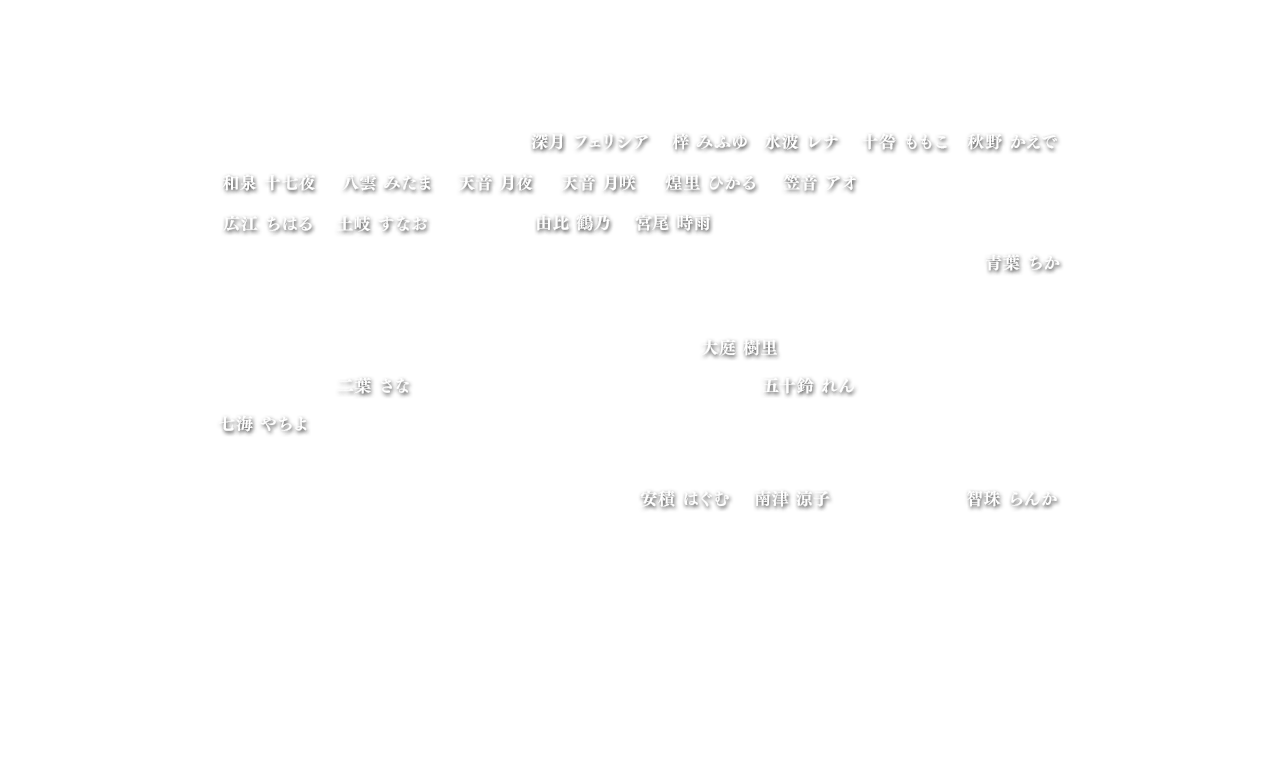 深月 フェリシア 梓 みふゆ 水波 レナ 十咎 ももこ 秋野 かえで
和泉 十七夜 八雲 みたま 天音 月夜 天音 月咲 煌里 ひかる 笠音 アオ
広江 ちはる 土岐 すなお 由比 鶴乃 宮尾 時雨
青葉 ちか
大庭 樹里
二葉 さな 五十鈴 れん
七海 やちよ
安積 はぐむ 南津 涼子 智珠 らんか